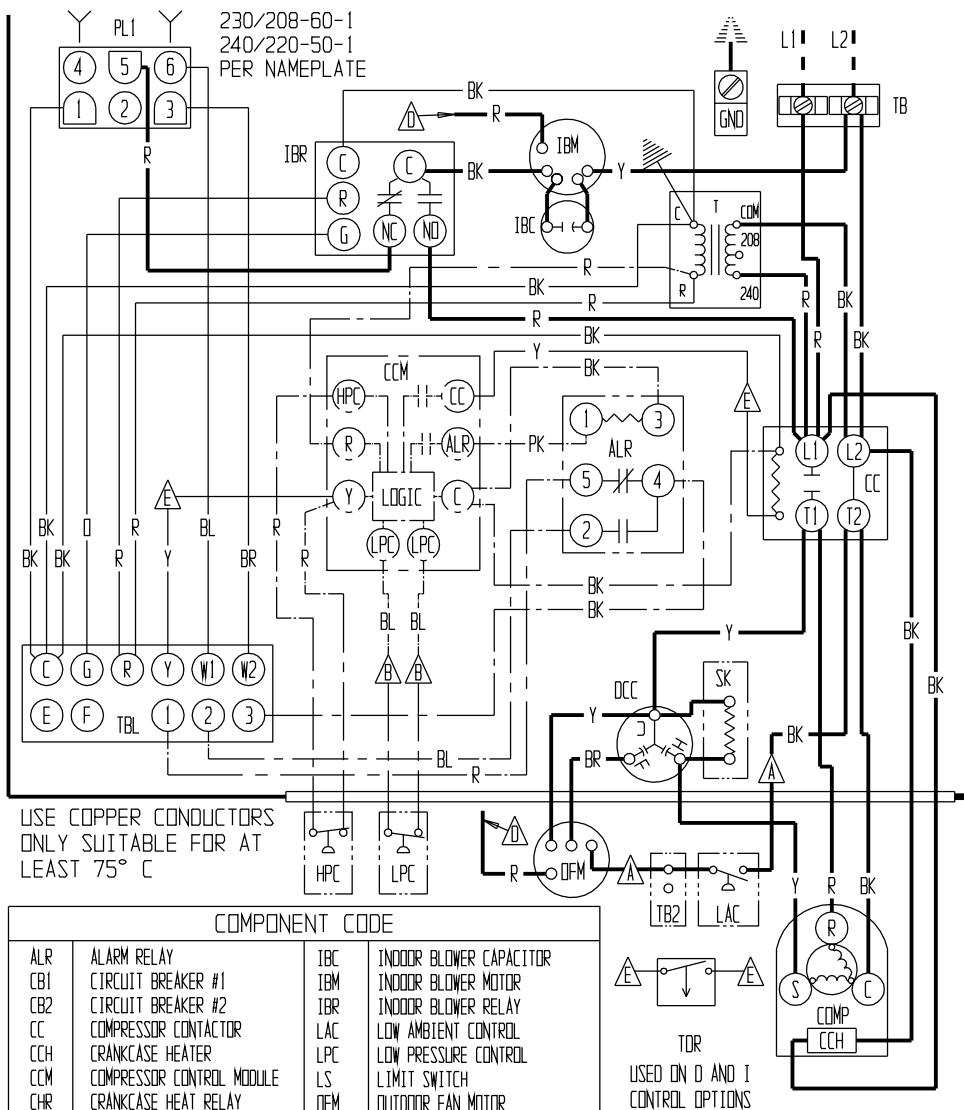 PL1
230/208-60-1
240/220-50-1
PER NAMEPLATE
4 5 6
1 2 3
L1 L2
GND
TB
IBR
C
R
G
C
NC NO
BK
D
R
IBM
BK
Y
IBC
C T COM
208
R 240
R
R
BK
R
R
BK
Y
BK
R
R
BK
BK
CCM
HPC CC
R ALR
Y LOGIC C
LPC LPC
PK
1 3
ALR
5 4
2
E
E
L1 L2
CC
T1 T2
BK
BK
BK
O
R
R
Y
BL
BR
R
R
BK
BK
BL BL
B B
C G R Y W1 W2
E F TBL 1 2 3
BL
R
Y
OCC
SK
Y
C
F
H
BR
BK
A
BK
BK
USE COPPER CONDUCTORS
ONLY SUITABLE FOR AT
LEAST 75° C
HPC
LPC
D
R
OFM
A
TB2
LAC
Y R BK
R
S C
COMP
CCH
E E
TDR
USED ON D AND I
CONTROL OPTIONS
COMPONENT CODE
ALR ALARM RELAY IBC INDOOR BLOWER CAPACITOR
CB1 CIRCUIT BREAKER #1 IBM INDOOR BLOWER MOTOR
CB2 CIRCUIT BREAKER #2 IBR INDOOR BLOWER RELAY
CC COMPRESSOR CONTACTOR LAC LOW AMBIENT CONTROL
CCH CRANKCASE HEATER LPC LOW PRESSURE CONTROL
CCM COMPRESSOR CONTROL MODULE LS LIMIT SWITCH
CHR CRANKCASE HEAT RELAY OFM OUTDOOR FAN MOTOR